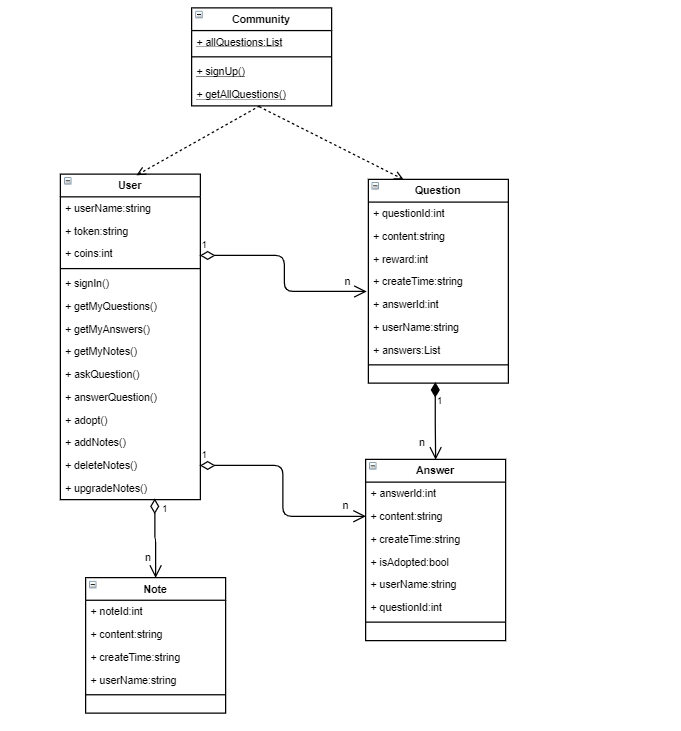 Community
+ allQuestions:List
+ signUp()
+ getAllQuestions()
User
+ userName:string
+ token:string
+ coins:int
+ signIn()
+ getMyQuestions()
+ getMyAnswers()
+ getMyNotes()
+ askQuestion()
+ answerQuestion()
+ adopt()
+ addNotes()
+ deleteNotes()
+ upgradeNotes()
1
n
Question
+ questionId:int
+ content:string
+ reward:int
+ createTime:string
+ answerId:int
+ userName:string
+ answers:List
1
n
1
n
Answer
+ answerId:int
+ content:string
+ createTime:string
+ isAdopted:bool
+ userName:string
+ questionId:int
1
n
Note
+ noteId:int
+ content:string
+ createTime:string
+ userName:string